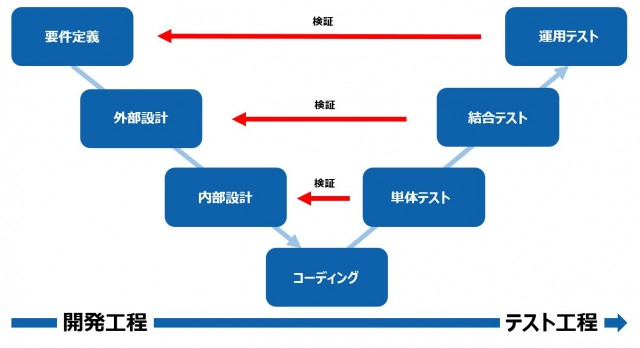 要件定義
検証
運用テスト
外部設計
検証
結合テスト
内部設計
検証
単体テスト
コーディング
開発工程
テスト工程